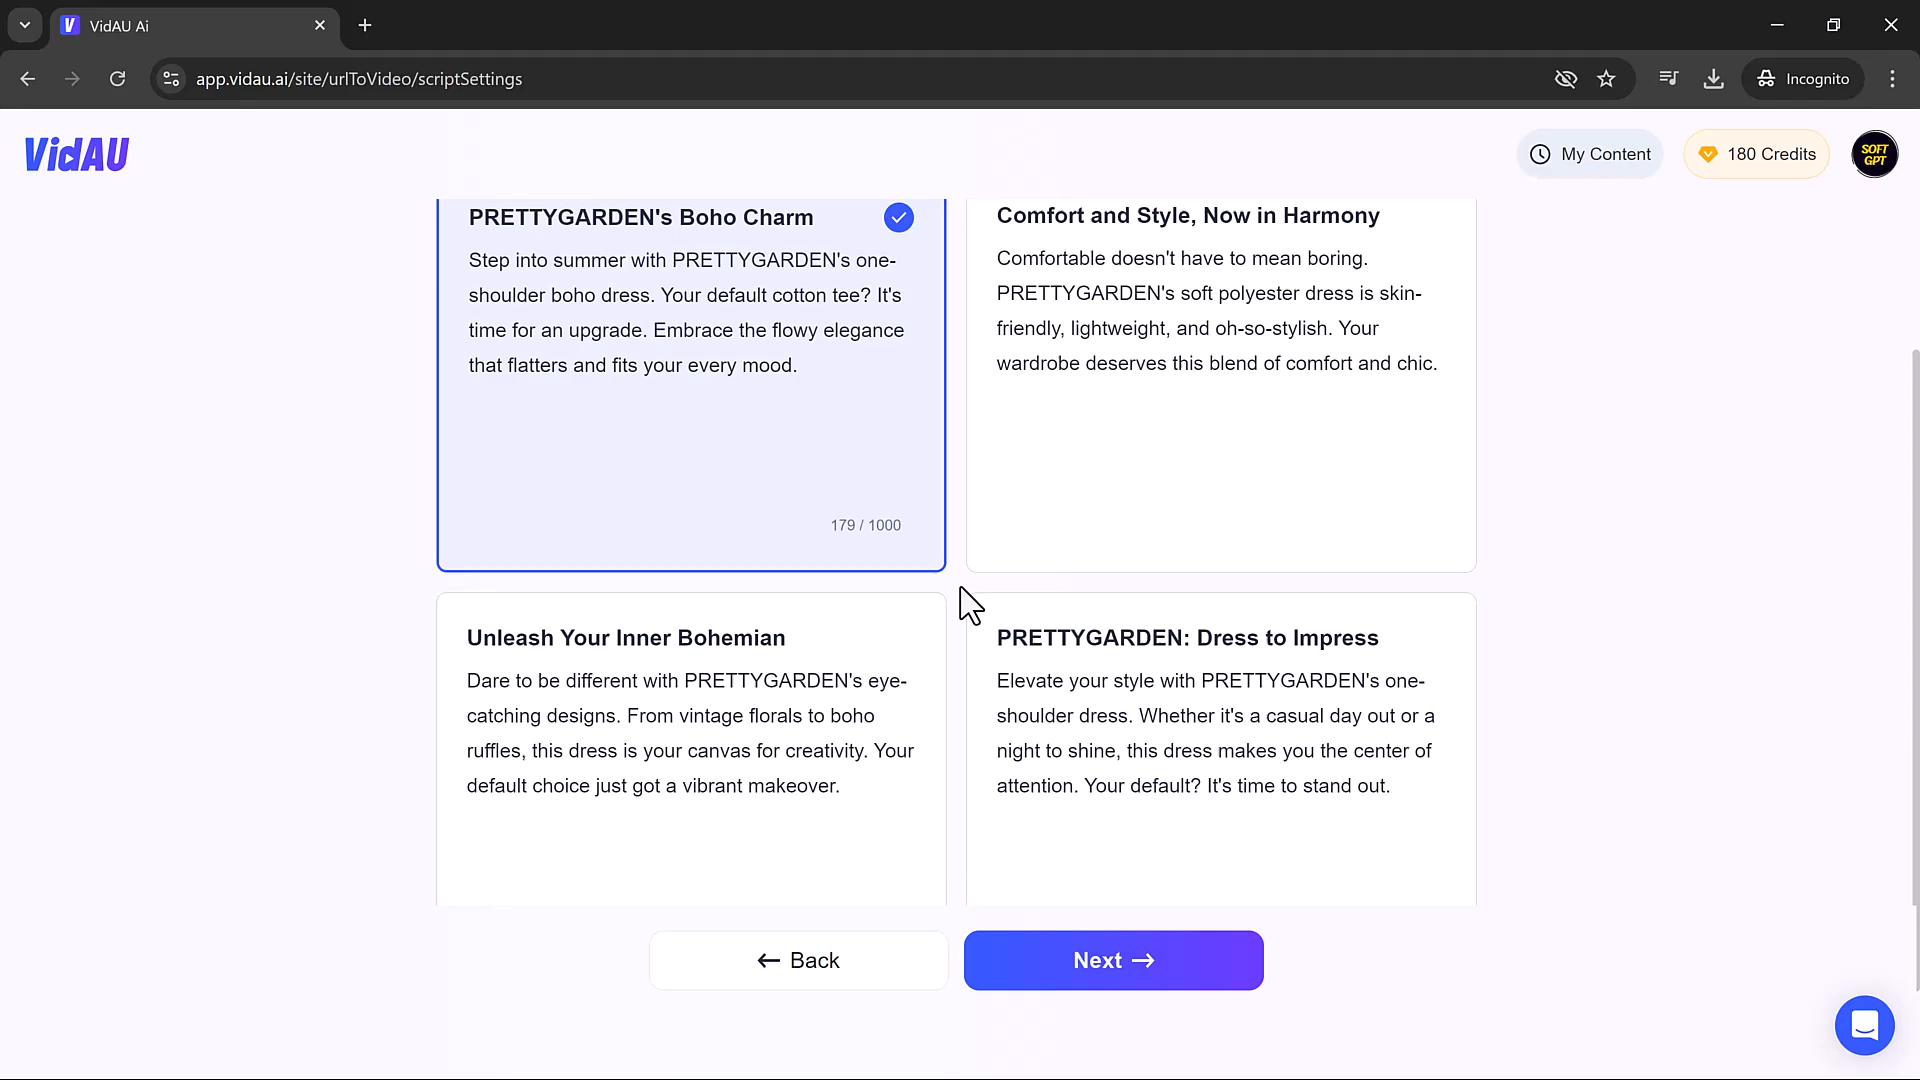 VidAU Ai
app.vidau.ai/site/urlToVideo/scriptSettings
Incognito
VidAU
My Content
180 Credits
SOFT
GPT
PRETTYGARDEN's Boho Charm
Step into summer with PRETTYGARDEN's one-
shoulder boho dress. Your default cotton tee? It's
time for an upgrade. Embrace the flowy elegance
that flatters and fits your every mood.
179 / 1000
Comfort and Style, Now in Harmony
Comfortable doesn't have to mean boring.
PRETTYGARDEN's soft polyester dress is skin-
friendly, lightweight, and oh-so-stylish. Your
wardrobe deserves this blend of comfort and chic.
Unleash Your Inner Bohemian
Dare to be different with PRETTYGARDEN's eye-
catching designs. From vintage florals to boho
ruffles, this dress is your canvas for creativity. Your
default choice just got a vibrant makeover.
PRETTYGARDEN: Dress to Impress
Elevate your style with PRETTYGARDEN's one-
shoulder dress. Whether it's a casual day out or a
night to shine, this dress makes you the center of
attention. Your default? It's time to stand out.
Back
Next